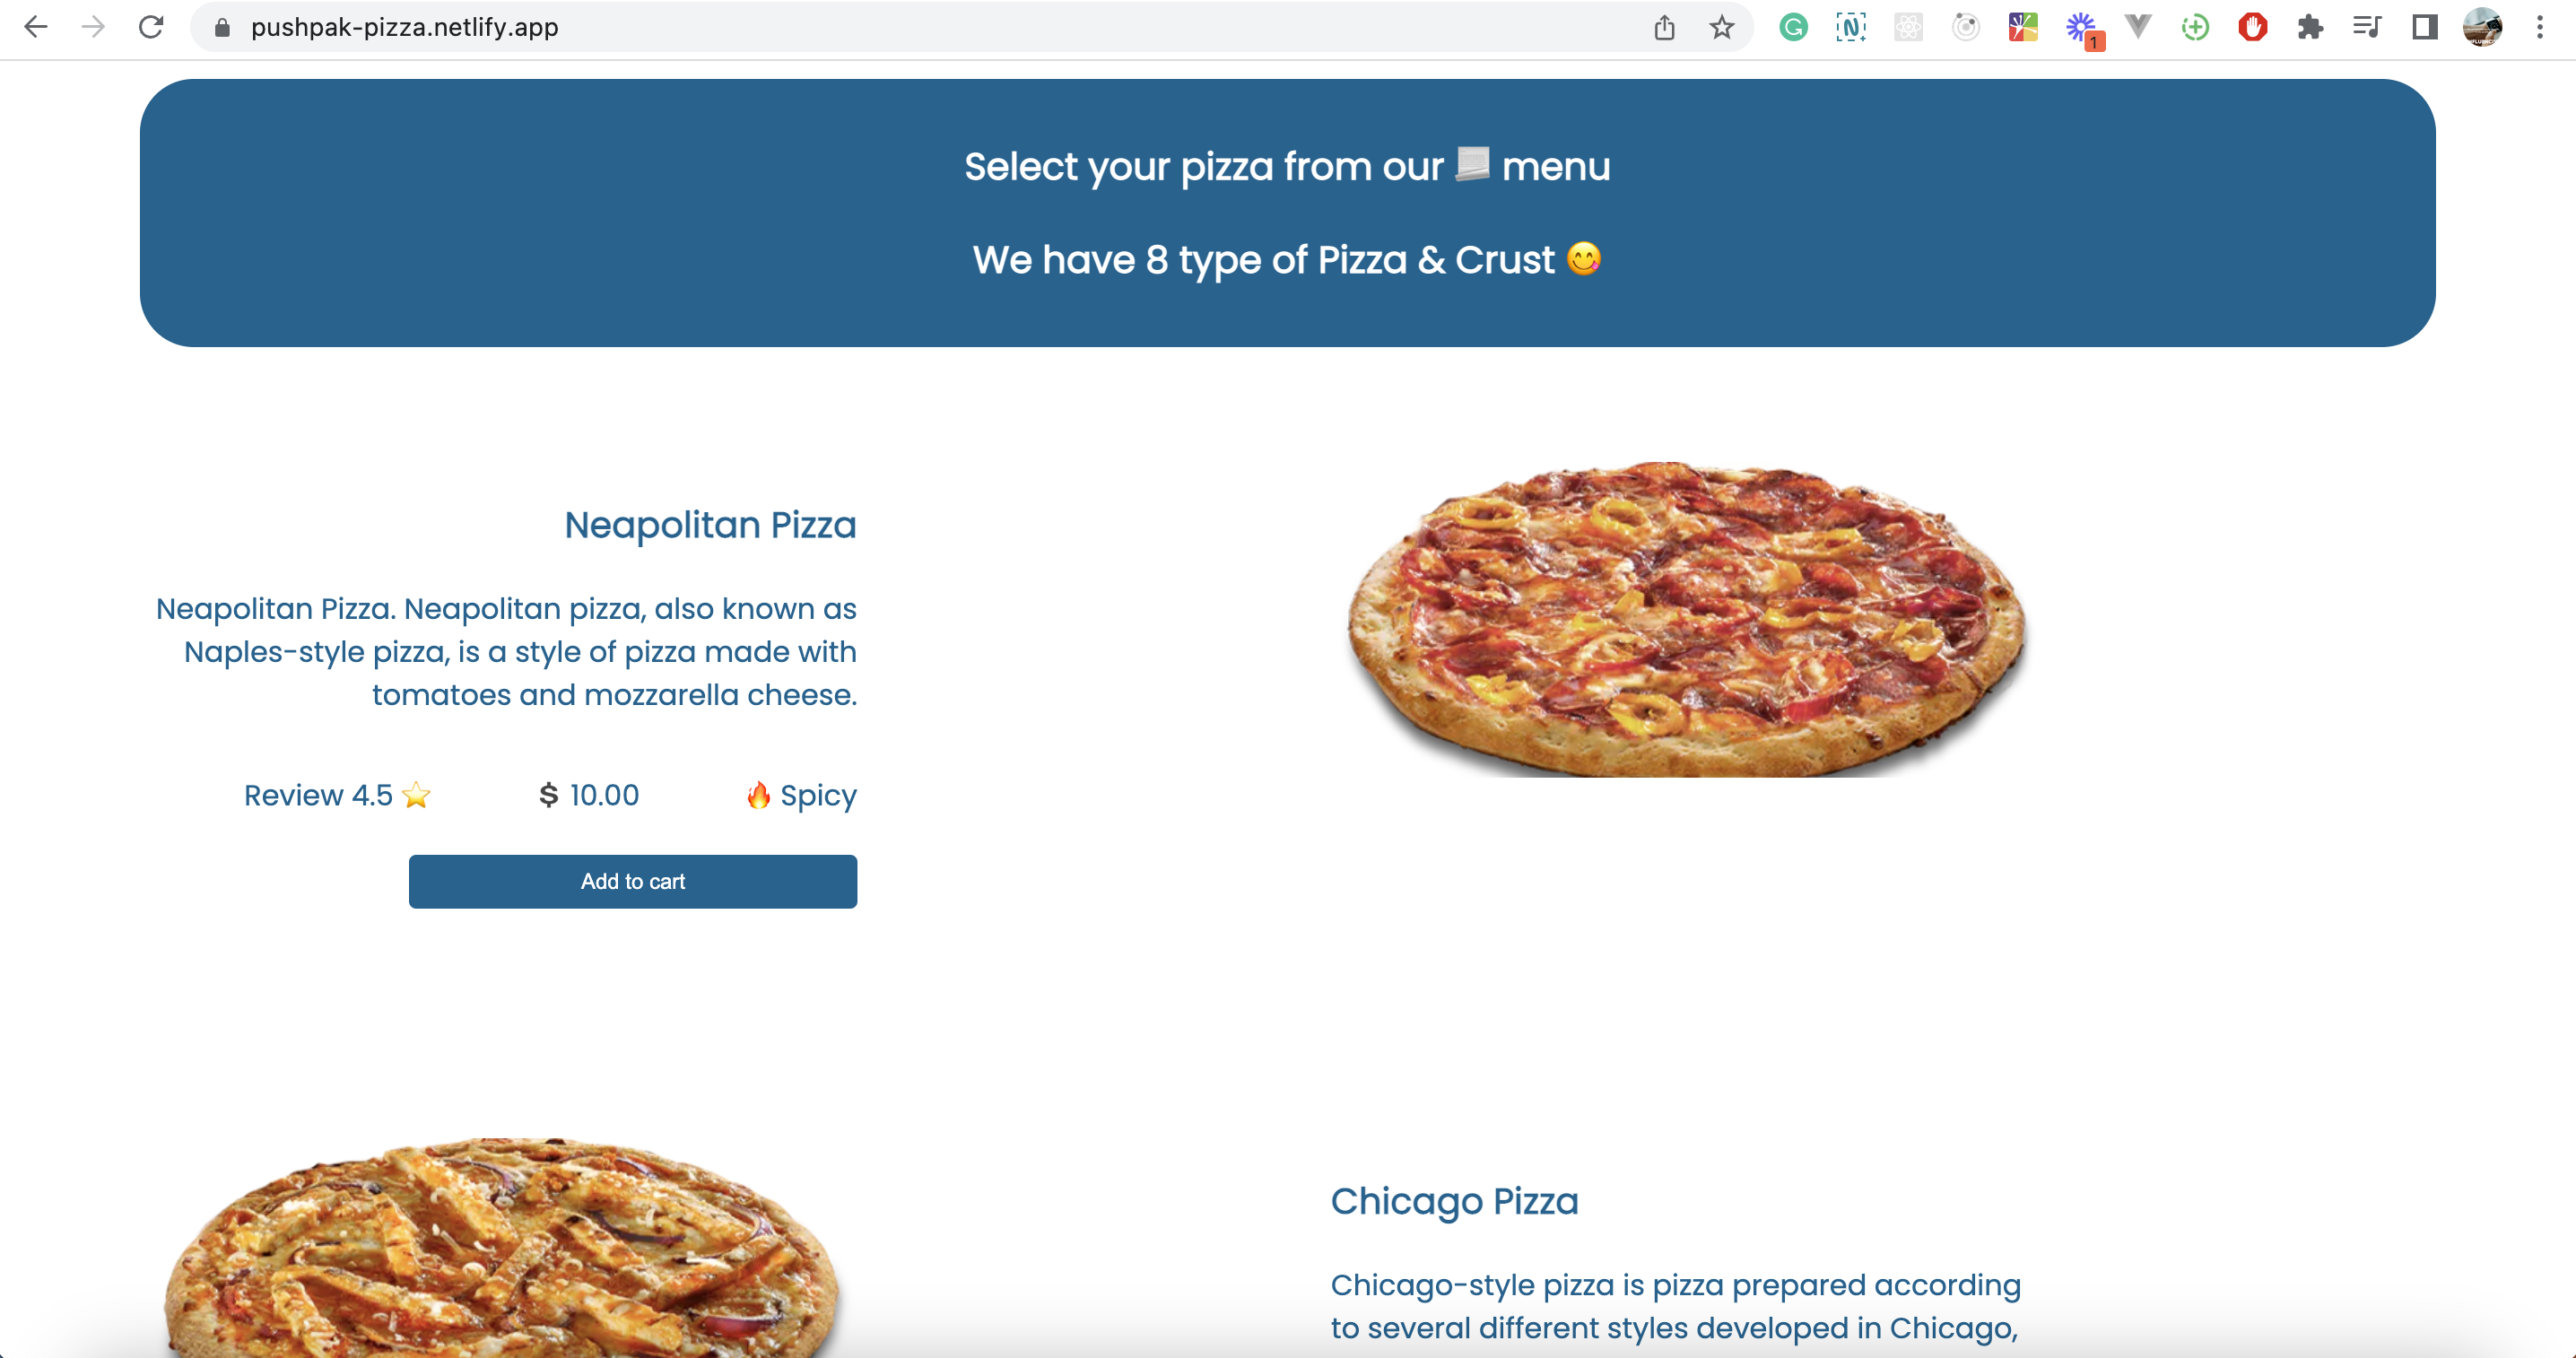 pushpak-pizza.netlify.app
1
Select your pizza from our 📜 menu
We have 8 type of Pizza & Crust 😋
Neapolitan Pizza
Neapolitan Pizza. Neapolitan pizza, also known as
Naples-style pizza, is a style of pizza made with
tomatoes and mozzarella cheese.
Review 4.5 ⭐ $ 10.00 🔥 Spicy
Add to cart
Chicago Pizza
Chicago-style pizza is pizza prepared according
to several different styles developed in Chicago,